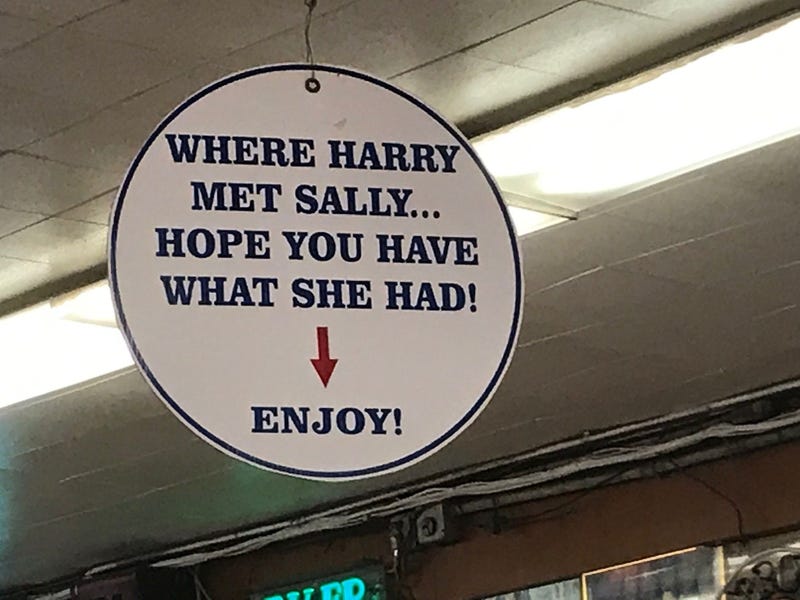 WHERE HARRY
MET SALLY...
HOPE YOU HAVE
WHAT SHE HAD!
ENJOY!